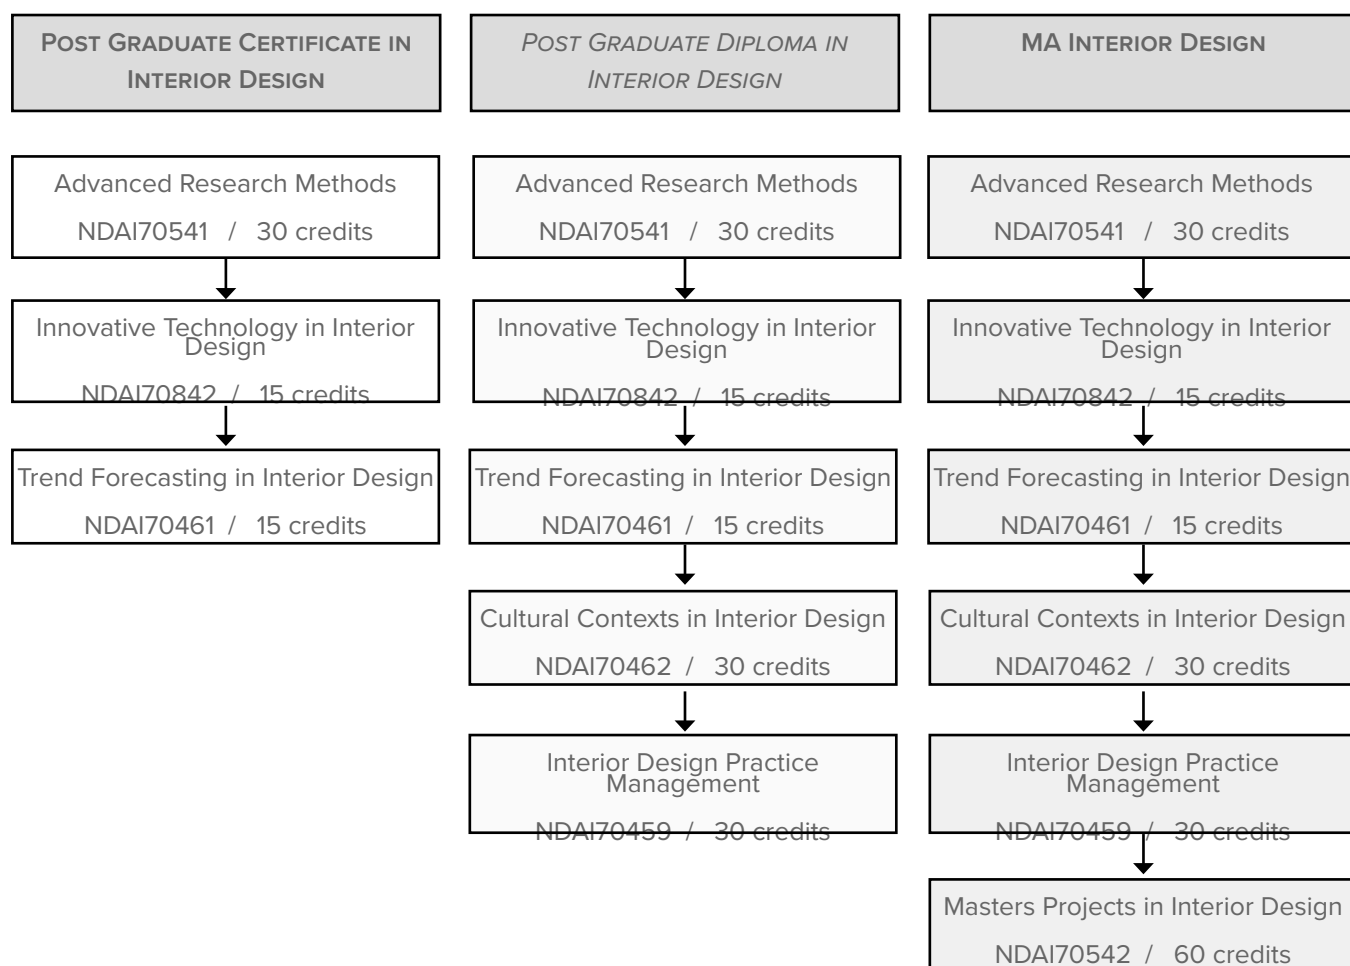 POST GRADUATE CERTIFICATE IN
INTERIOR DESIGN
POST GRADUATE DIPLOMA IN
INTERIOR DESIGN
MA INTERIOR DESIGN
Advanced Research Methods
NDAI70541 / 30 credits
Advanced Research Methods
NDAI70541 / 30 credits
Advanced Research Methods
NDAI70541 / 30 credits
Innovative Technology in Interior
Design
NDAI70842 / 15 credits
Innovative Technology in Interior
Design
NDAI70842 / 15 credits
Innovative Technology in Interior
Design
NDAI70842 / 15 credits
Trend Forecasting in Interior Design
NDAI70461 / 15 credits
Trend Forecasting in Interior Design
NDAI70461 / 15 credits
Trend Forecasting in Interior Design
NDAI70461 / 15 credits
Cultural Contexts in Interior Design
NDAI70462 / 30 credits
Cultural Contexts in Interior Design
NDAI70462 / 30 credits
Interior Design Practice
Management
NDAI70459 / 30 credits
Interior Design Practice
Management
NDAI70459 / 30 credits
Masters Projects in Interior Design
NDAI70542 / 60 credits